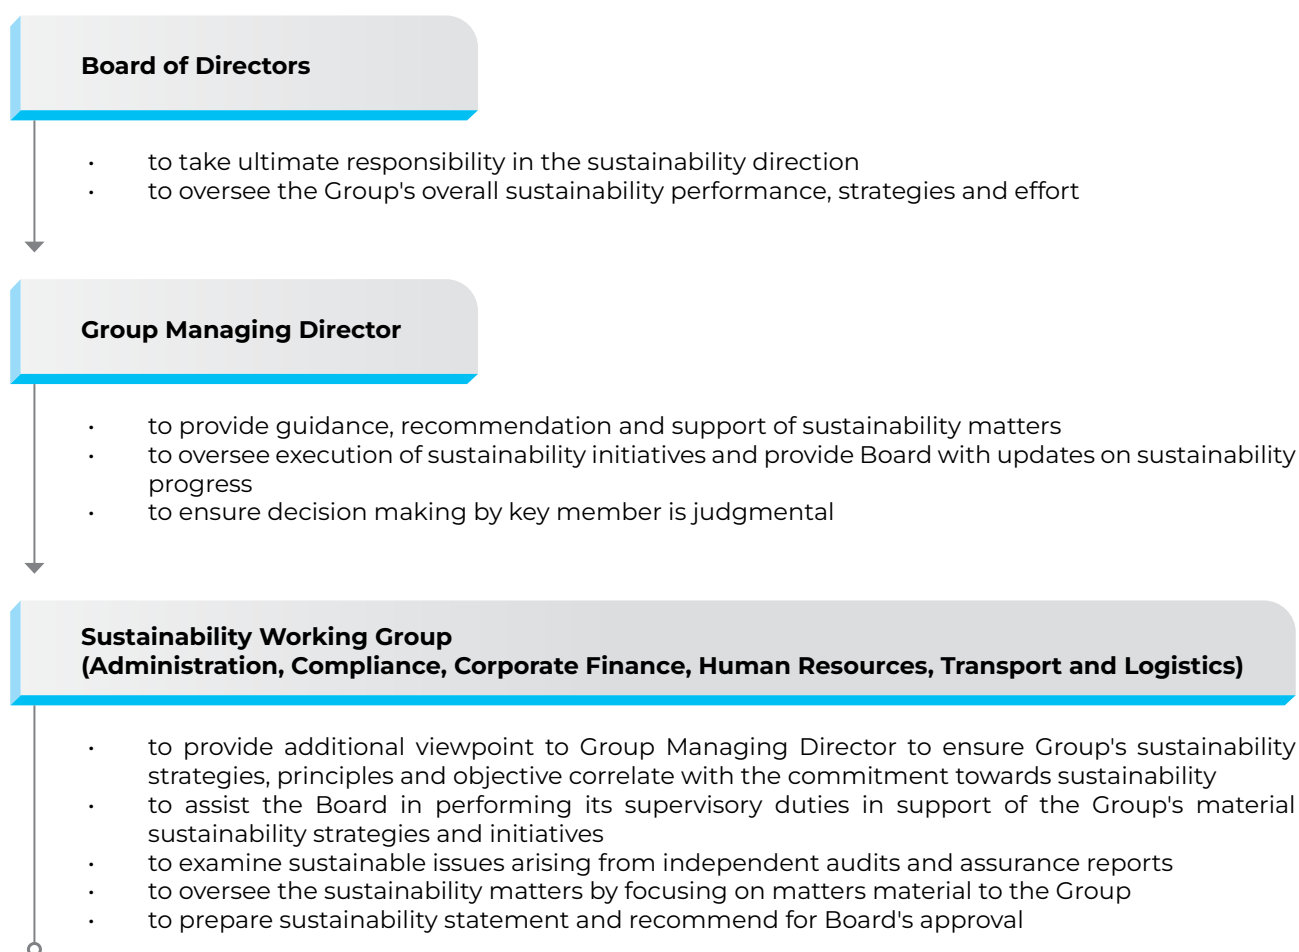 Board of Directors
• to take ultimate responsibility in the sustainability direction
• to oversee the Group's overall sustainability performance, strategies and effort
Group Managing Director
• to provide guidance, recommendation and support of sustainability matters
• to oversee execution of sustainability initiatives and provide Board with updates on sustainability
progress
• to ensure decision making by key member is judgmental
Sustainability Working Group
(Administration, Compliance, Corporate Finance, Human Resources, Transport and Logistics)
• to provide additional viewpoint to Group Managing Director to ensure Group's sustainability
strategies, principles and objective correlate with the commitment towards sustainability
• to assist the Board in performing its supervisory duties in support of the Group's material
sustainability strategies and initiatives
• to examine sustainable issues arising from independent audits and assurance reports
• to oversee the sustainability matters by focusing on matters material to the Group
• to prepare sustainability statement and recommend for Board's approval